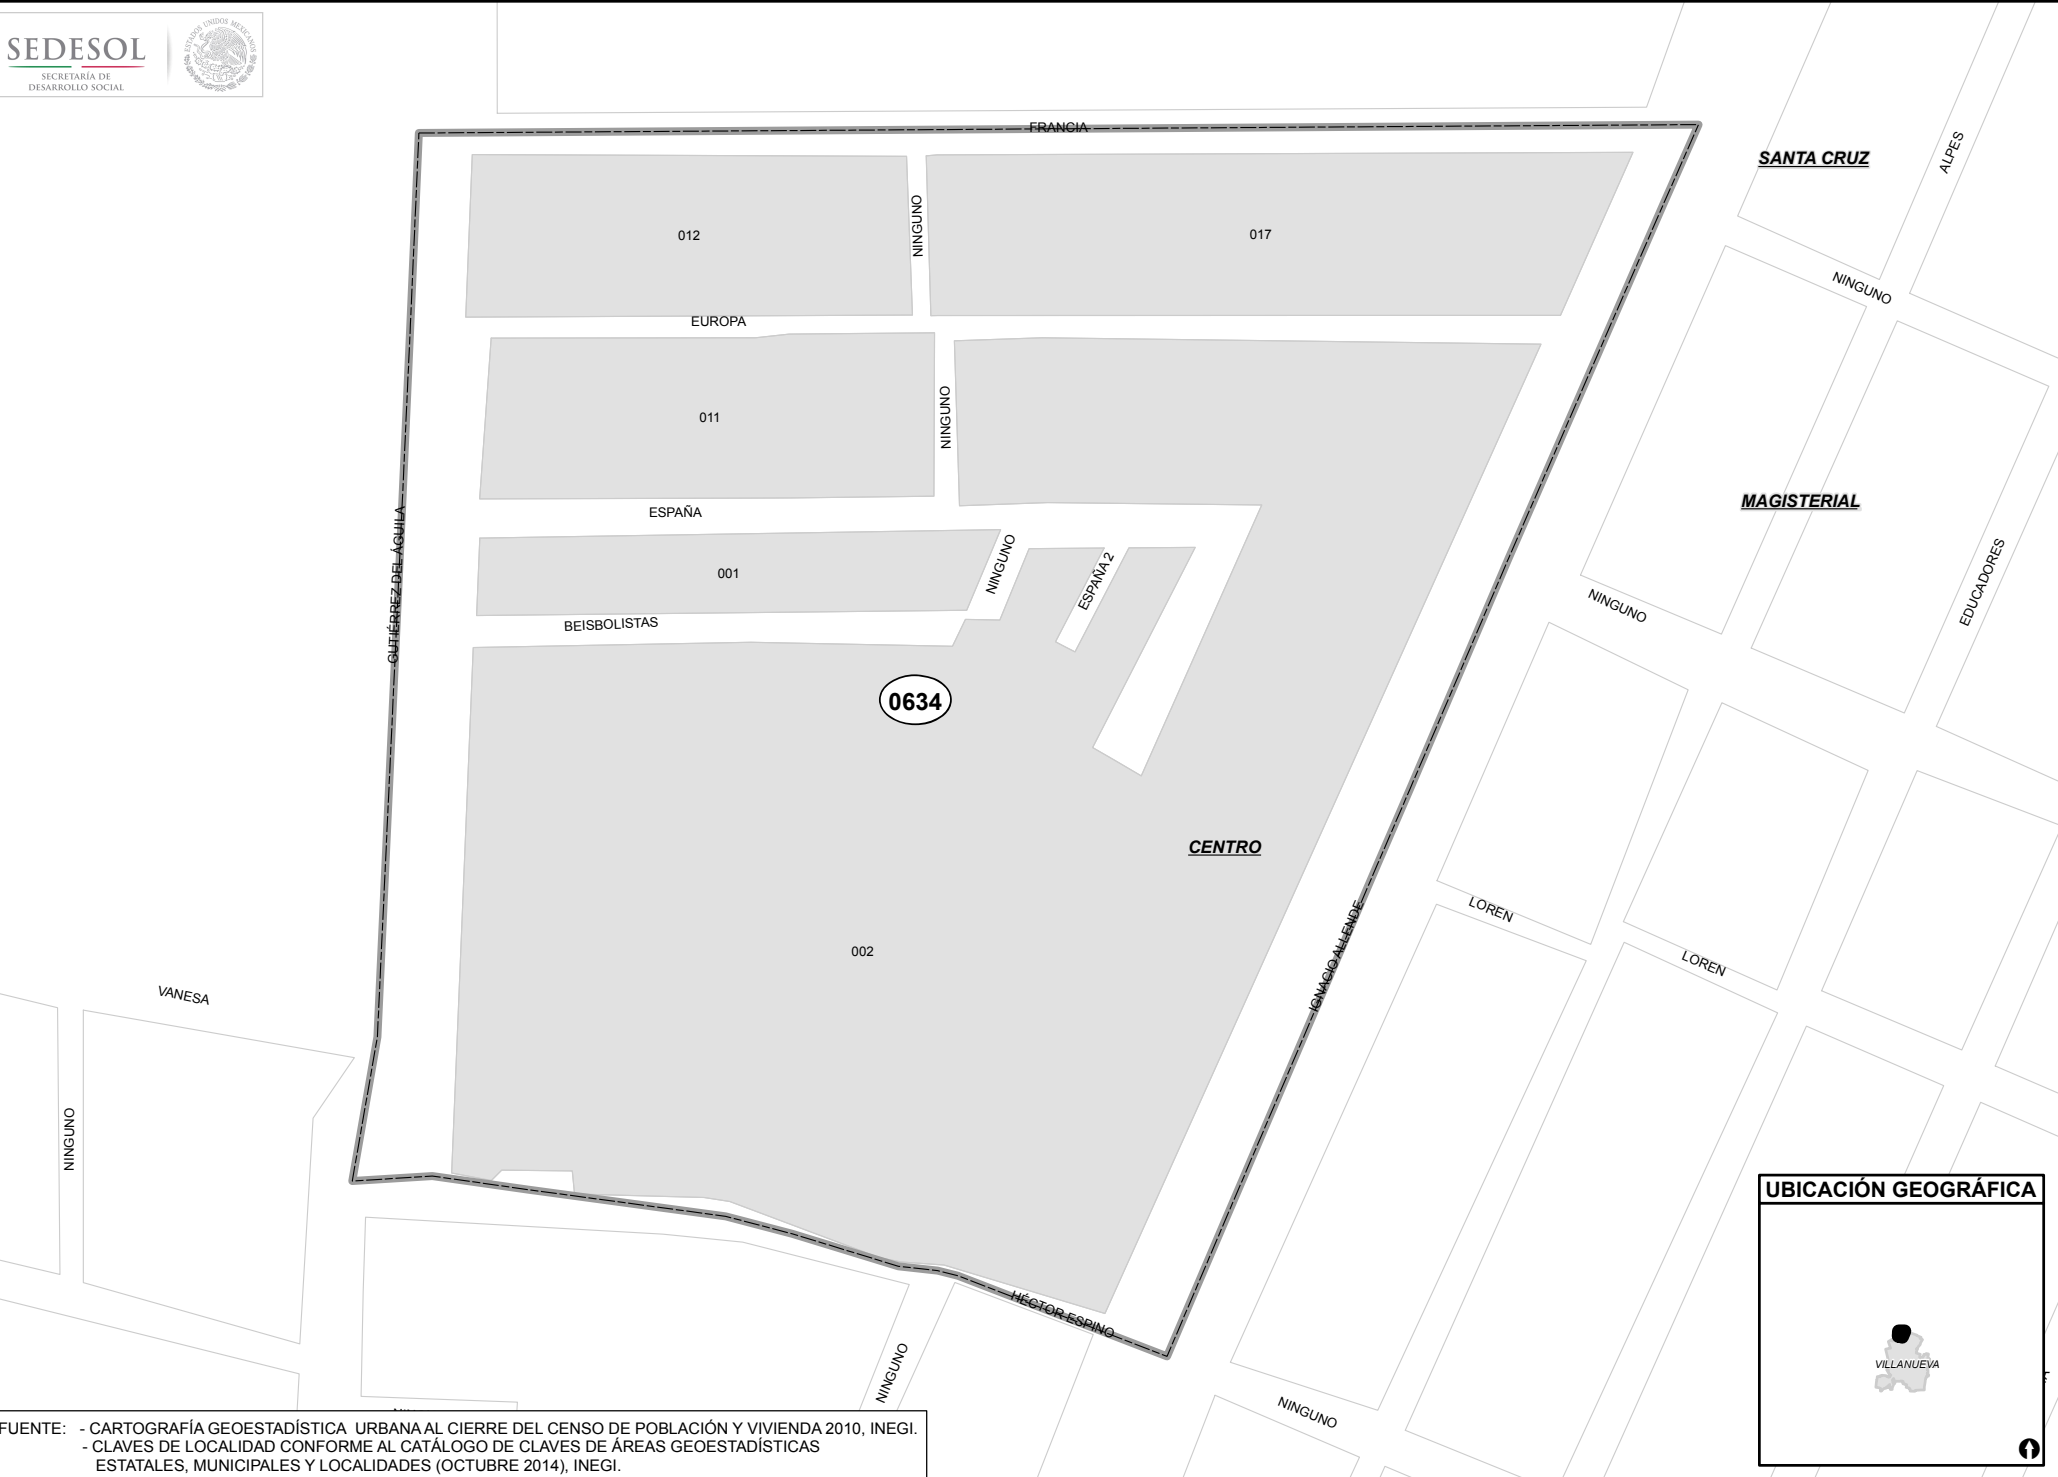 SEDESOL
SECRETARÍA DE
DESARROLLO SOCIAL
ESTADOS UNIDOS MEXICANOS
FRANCIA
SANTA CRUZ
ALPES
012
NINGUNO
017
NINGUNO
EUROPA
011
NINGUNO
MAGISTERIAL
GUTIÉRREZ DEL ÁGUILA
ESPAÑA
001
NINGUNO
ESPAÑA 2
EDUCADORES
NINGUNO
BEISBOLISTAS
0634
CENTRO
LOREN
IGNACIO ALLENDE
002
LOREN
VANESA
NINGUNO
HÉCTOR ESPINO
NINGUNO
NINGUNO
UBICACIÓN GEOGRÁFICA
VILLANUEVA
FUENTE: - CARTOGRAFÍA GEOESTADÍSTICA URBANA AL CIERRE DEL CENSO DE POBLACIÓN Y VIVIENDA 2010, INEGI.
- CLAVES DE LOCALIDAD CONFORME AL CATÁLOGO DE CLAVES DE ÁREAS GEOESTADÍSTICAS
ESTATALES, MUNICIPALES Y LOCALIDADES (OCTUBRE 2014), INEGI.